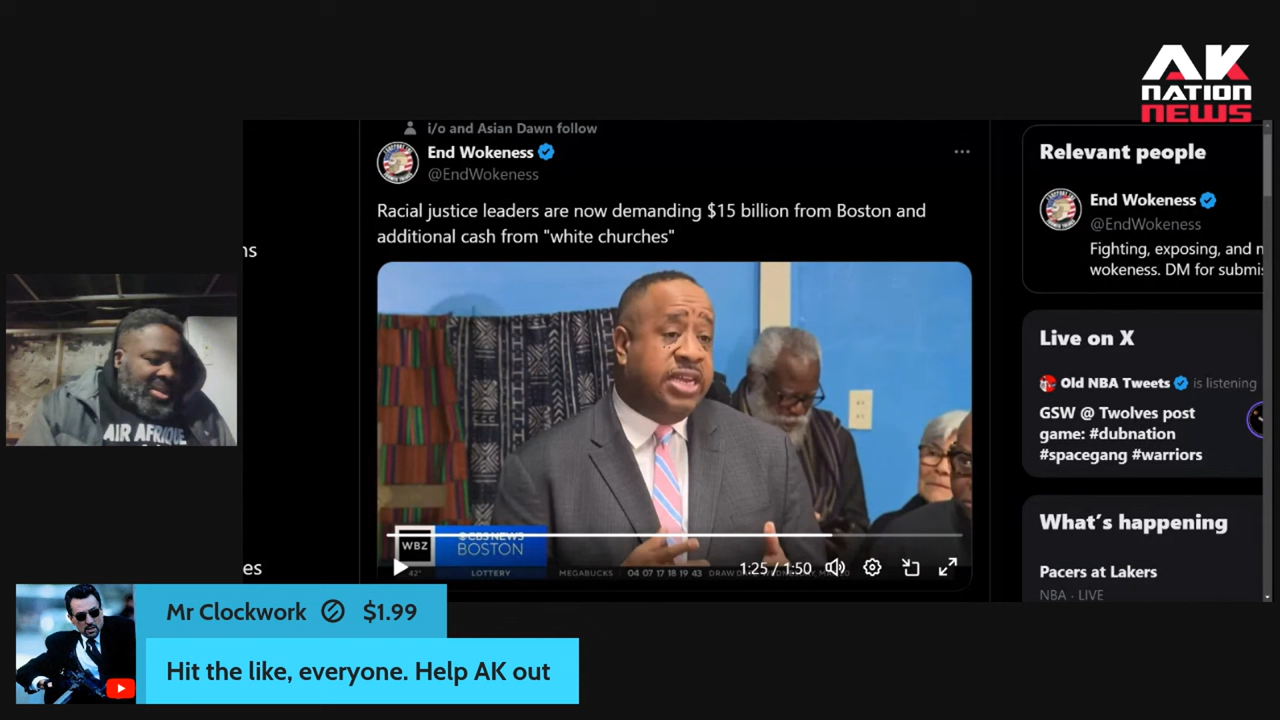 AK
NATION
NEWS
i/o and Asian Dawn follow
End Wokeness
@EndWokeness
Racial justice leaders are now demanding $15 billion from Boston and
additional cash from "white churches"
ns
es
AIR AFRIQUE
WBZ
CBS NEWS
BOSTON
42°
LOTTERY
MEGABUCKS
04 07 17 18 19 43
1:25 / 1:50
Relevant people
End Wokeness
@EndWokeness
Fighting, exposing, and m
wokeness. DM for submis
Live on X
Old NBA Tweets is listening
GSW @ Twolves post
game: #dubnation
#spacegang #warriors
What's happening
Pacers at Lakers
NBA · LIVE
Mr Clockwork $1.99
Hit the like, everyone. Help AK out